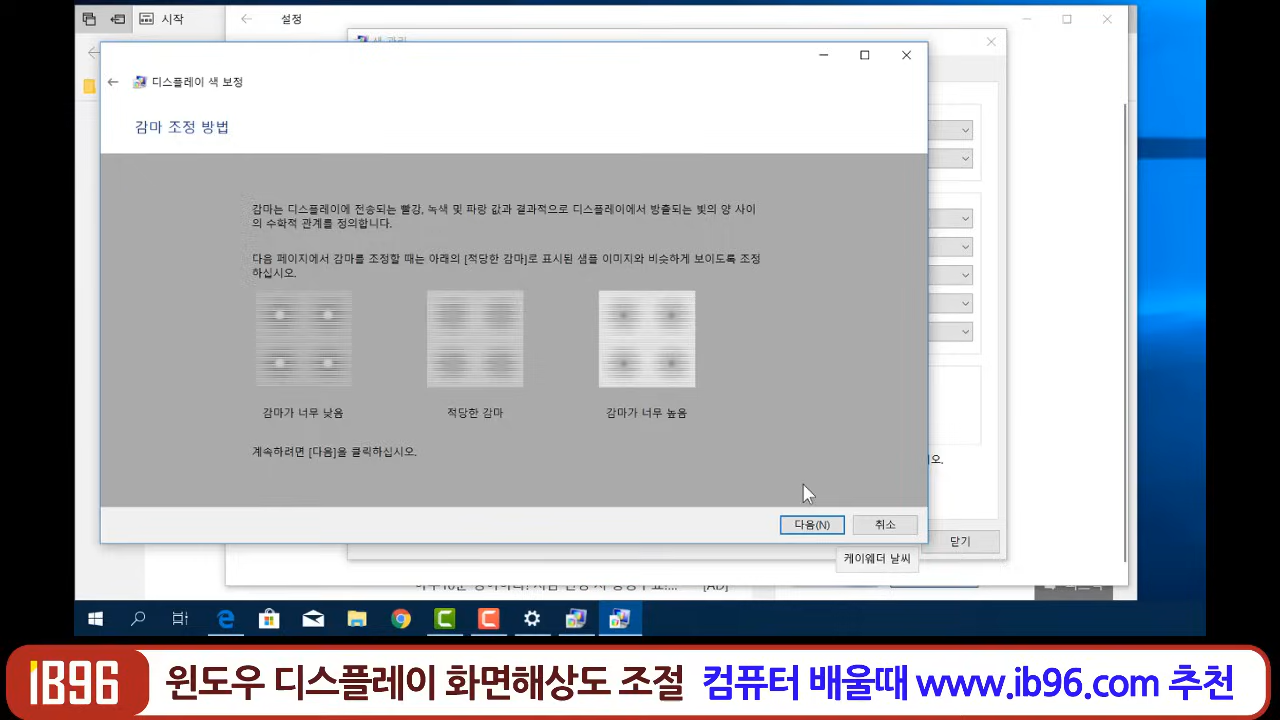 시작
설정
색 관리
디스플레이 색 보정
감마 조정 방법
감마는 디스플레이에 전송되는 빨강, 녹색 및 파랑 값과 결과적으로 디스플레이에서 방출되는 빛의 양 사이
의 수학적 관계를 정의합니다.
다음 페이지에서 감마를 조정할 때는 아래의 [적당한 감마]로 표시된 샘플 이미지와 비슷하게 보이도록 조정
하십시오.
감마가 너무 낮음
적당한 감마
감마가 너무 높음
계속하려면 [다음]을 클릭하십시오.
오.
다음(N)
취소
닫기
케이웨더 날씨
[AD]
IB96
윈도우 디스플레이 화면해상도 조절 컴퓨터 배울때 www.ib96.com 추천